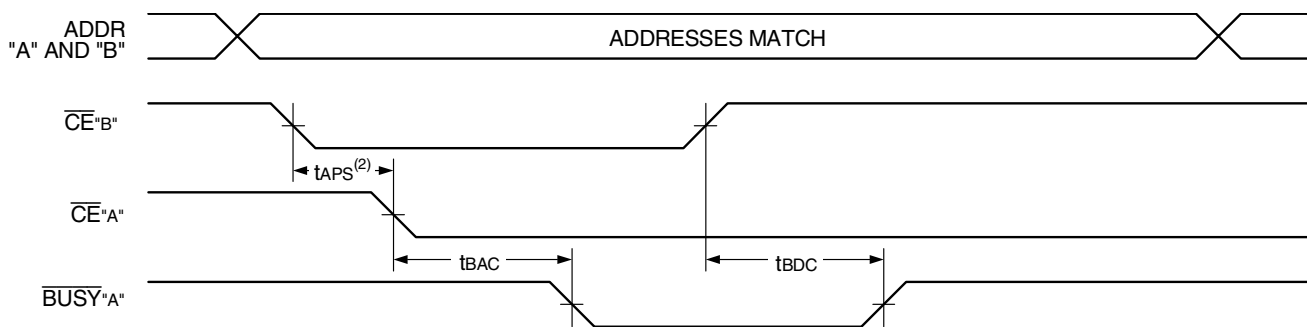 ADDR
"A" AND "B"
ADDRESSES MATCH
CE"B"
tAPS(2)
CE"A"
tBAC
tBDC
BUSY"A"